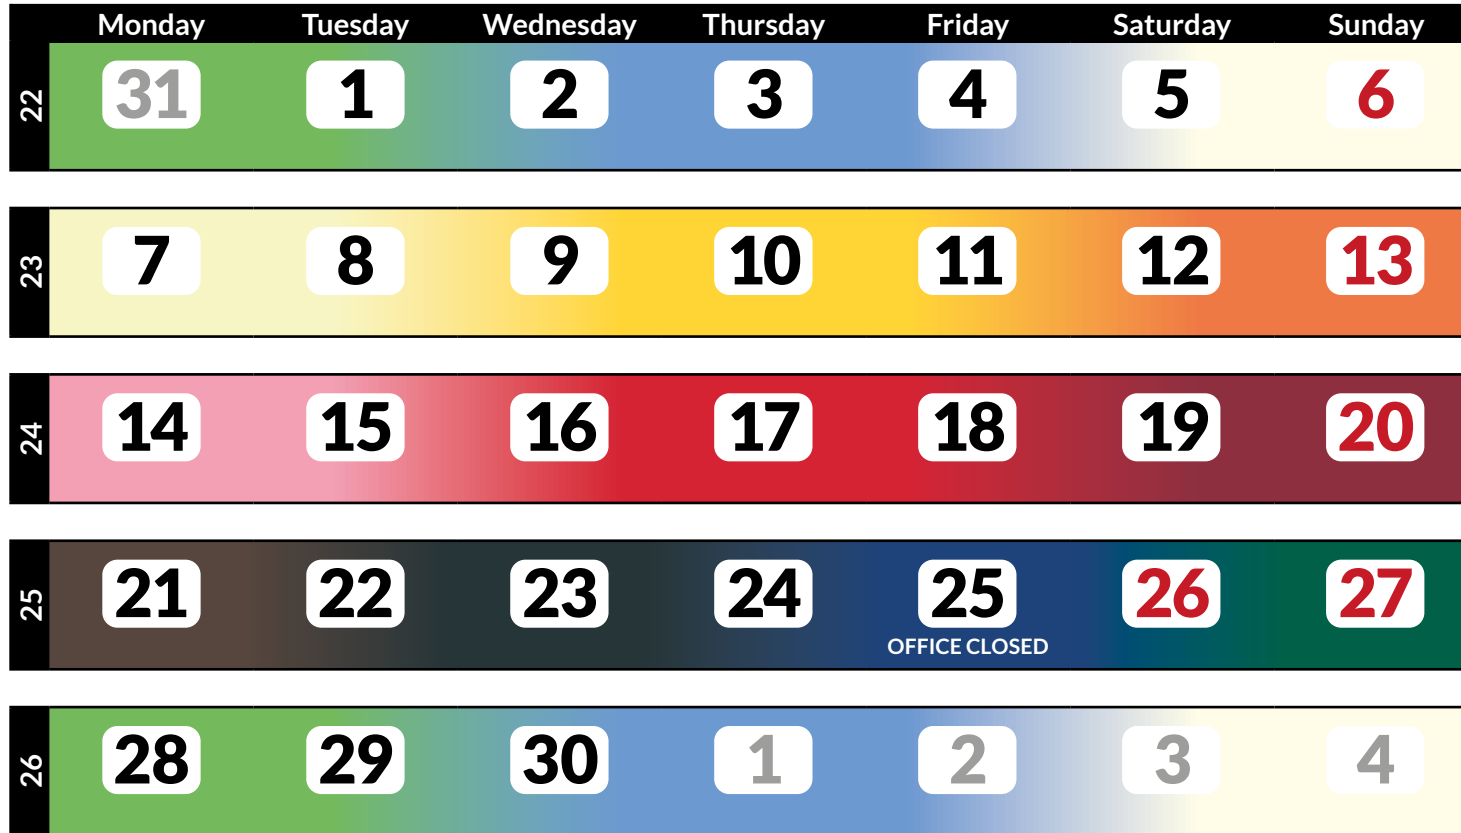 Monday Tuesday Wednesday Thursday Friday Saturday Sunday
22 31 1 2 3 4 5 6
23 7 8 9 10 11 12 13
24 14 15 16 17 18 19 20
25 21 22 23 24 25 26 27
OFFICE CLOSED
26 28 29 30 1 2 3 4